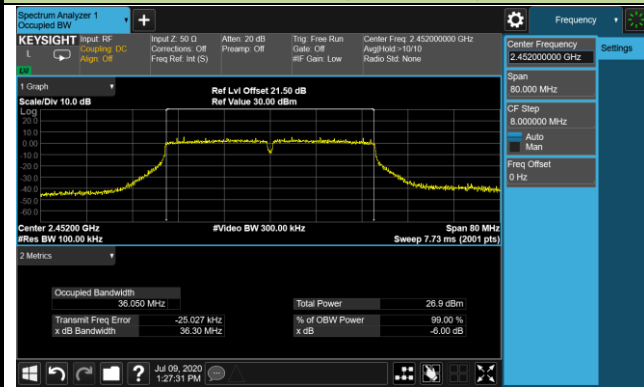 Spectrum Analyzer 1
Occupied BW
+
Frequency
KEYSIGHT
L
Input: RF
Coupling: DC
Align: Off
Input Z: 50 Ω
Corrections: Off
Freq Ref: Int (S)
Atten: 20 dB
Preamp: Off
Trig: Free Run
Gate: Off
#IF Gain: Low
Center Freq: 2.452000000 GHz
Avg|Hold:>10/10
Radio Std: None
Center Frequency
2.452000000 GHz
Settings
Span
80.000 MHz
CF Step
8.000000 MHz
Auto
Man
Freq Offset
0 Hz
1 Graph
Scale/Div 10.0 dB
Ref Lvl Offset 21.50 dB
Ref Value 30.00 dBm
Log
20.0
10.0
0.00
-10.0
-20.0
-30.0
-40.0
-50.0
-60.0
Center 2.45200 GHz
#Res BW 100.00 kHz
#Video BW 300.00 kHz
Span 80 MHz
Sweep 7.73 ms (2001 pts)
2 Metrics
Occupied Bandwidth
36.050 MHz
Total Power 26.9 dBm
Transmit Freq Error -25.027 kHz
% of OBW Power 99.00 %
x dB Bandwidth 36.30 MHz
x dB -6.00 dB
?
Jul 09, 2020
1:27:31 PM